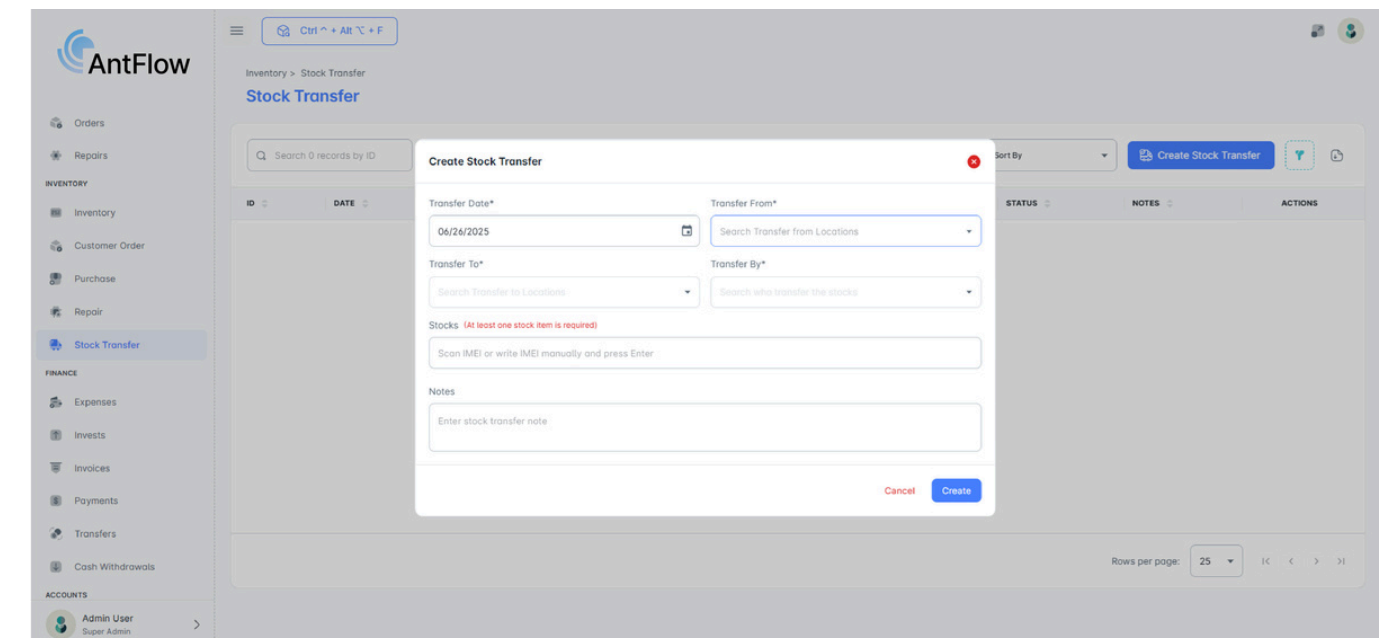 AntFlow
Ctrl ^ + Alt ⌥ + F
Inventory > Stock Transfer
Stock Transfer
Orders
Repairs
INVENTORY
Inventory
Customer Order
Purchase
Repair
Stock Transfer
FINANCE
Expenses
Invests
Invoices
Payments
Transfers
Cash Withdrawals
ACCOUNTS
Admin User
Super Admin
Search 0 records by ID
Sort By
Create Stock Transfer
ID
DATE
STATUS
NOTES
ACTIONS
Create Stock Transfer
Transfer Date*
Transfer From*
06/26/2025
Search Transfer from Locations
Transfer To*
Transfer By*
Search Transfer to Locations
Search who transfer the stocks
Stocks (At least one stock item is required)
Scan IMEI or write IMEI manually and press Enter
Notes
Enter stock transfer note
Cancel
Create
Rows per page: 25